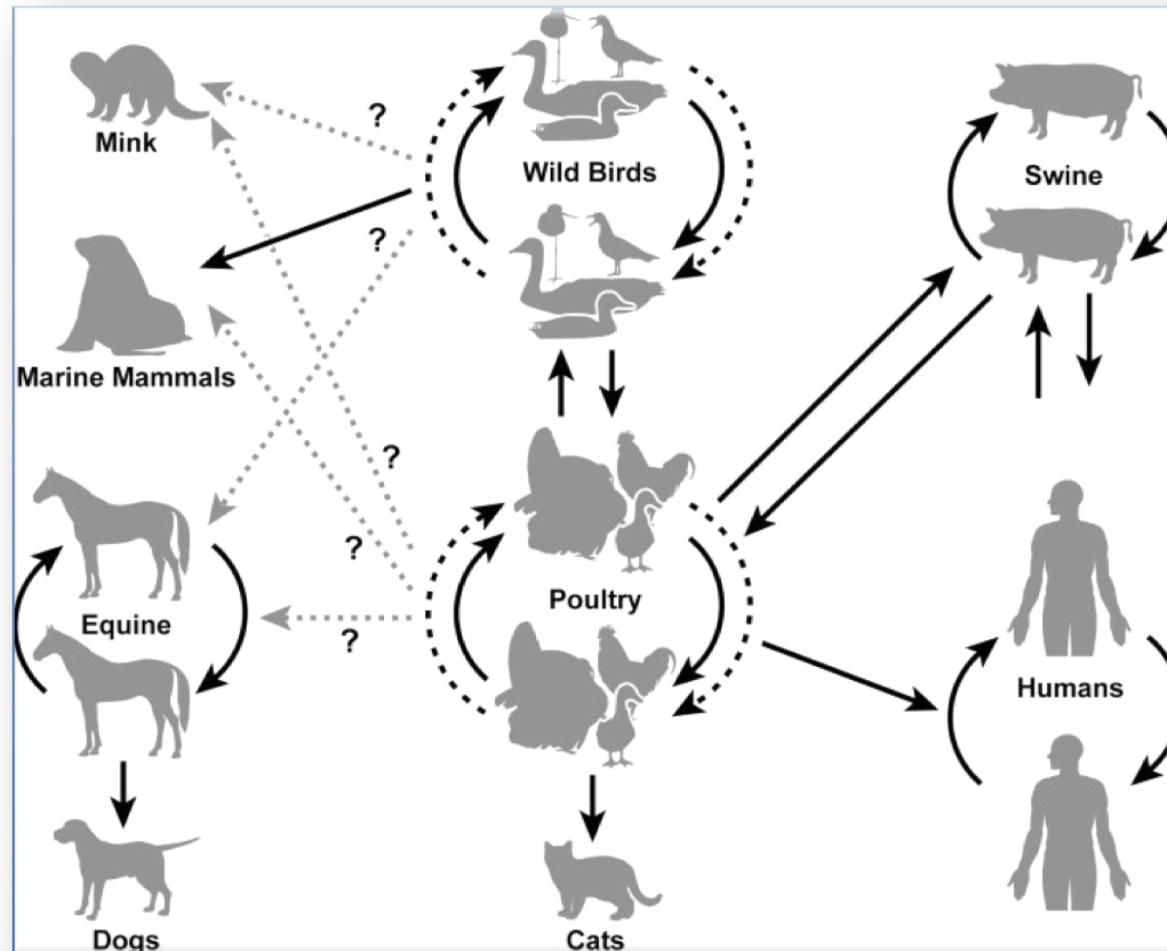 Mink
?
Wild Birds
Swine
?
Marine Mammals
?
?
Equine
?
Poultry
Humans
Dogs
Cats